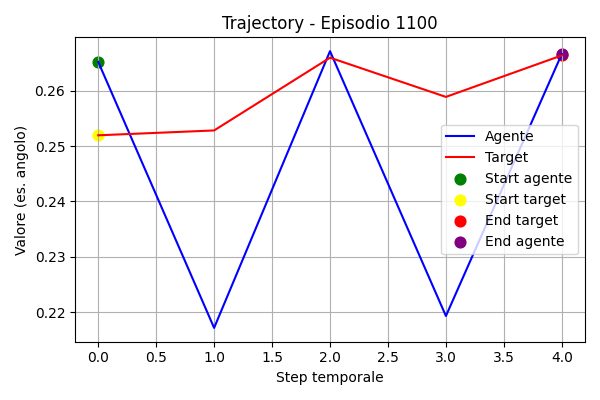 Trajectory - Episodio 1100
Valore (es. angolo)
0.26
0.25
0.24
0.23
0.22
Agente
Target
Start agente
Start target
End target
End agente
0.0 0.5 1.0 1.5 2.0 2.5 3.0 3.5 4.0
Step temporale